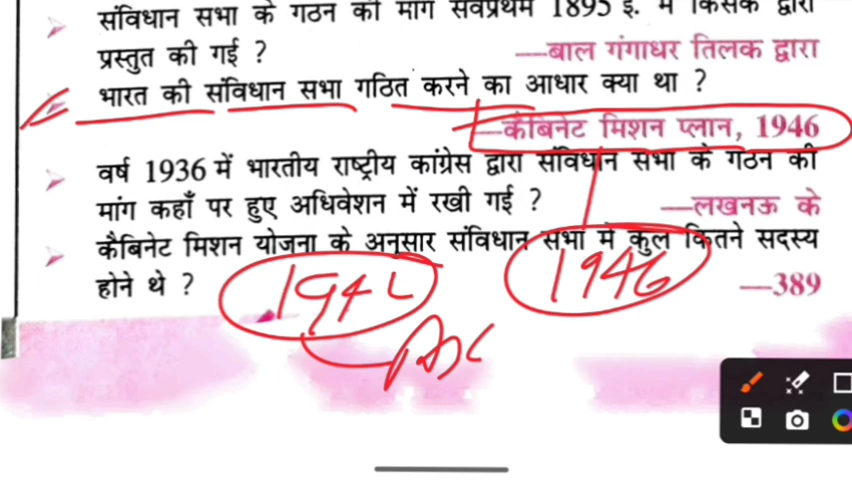 संविधान सभा के गठन की मांग सर्वप्रथम 1895 ई. में किसके द्वारा
प्रस्तुत की गई ?
—बाल गंगाधर तिलक द्वारा
भारत की संविधान सभा गठित करने का आधार क्या था ?
—कैबिनेट मिशन प्लान, 1946
वर्ष 1936 में भारतीय राष्ट्रीय कांग्रेस द्वारा संविधान सभा के गठन की
मांग कहाँ पर हुए अधिवेशन में रखी गई ?
—लखनऊ के
कैबिनेट मिशन योजना के अनुसार संविधान सभा में कुल कितने सदस्य
होने थे ?
—389
1946